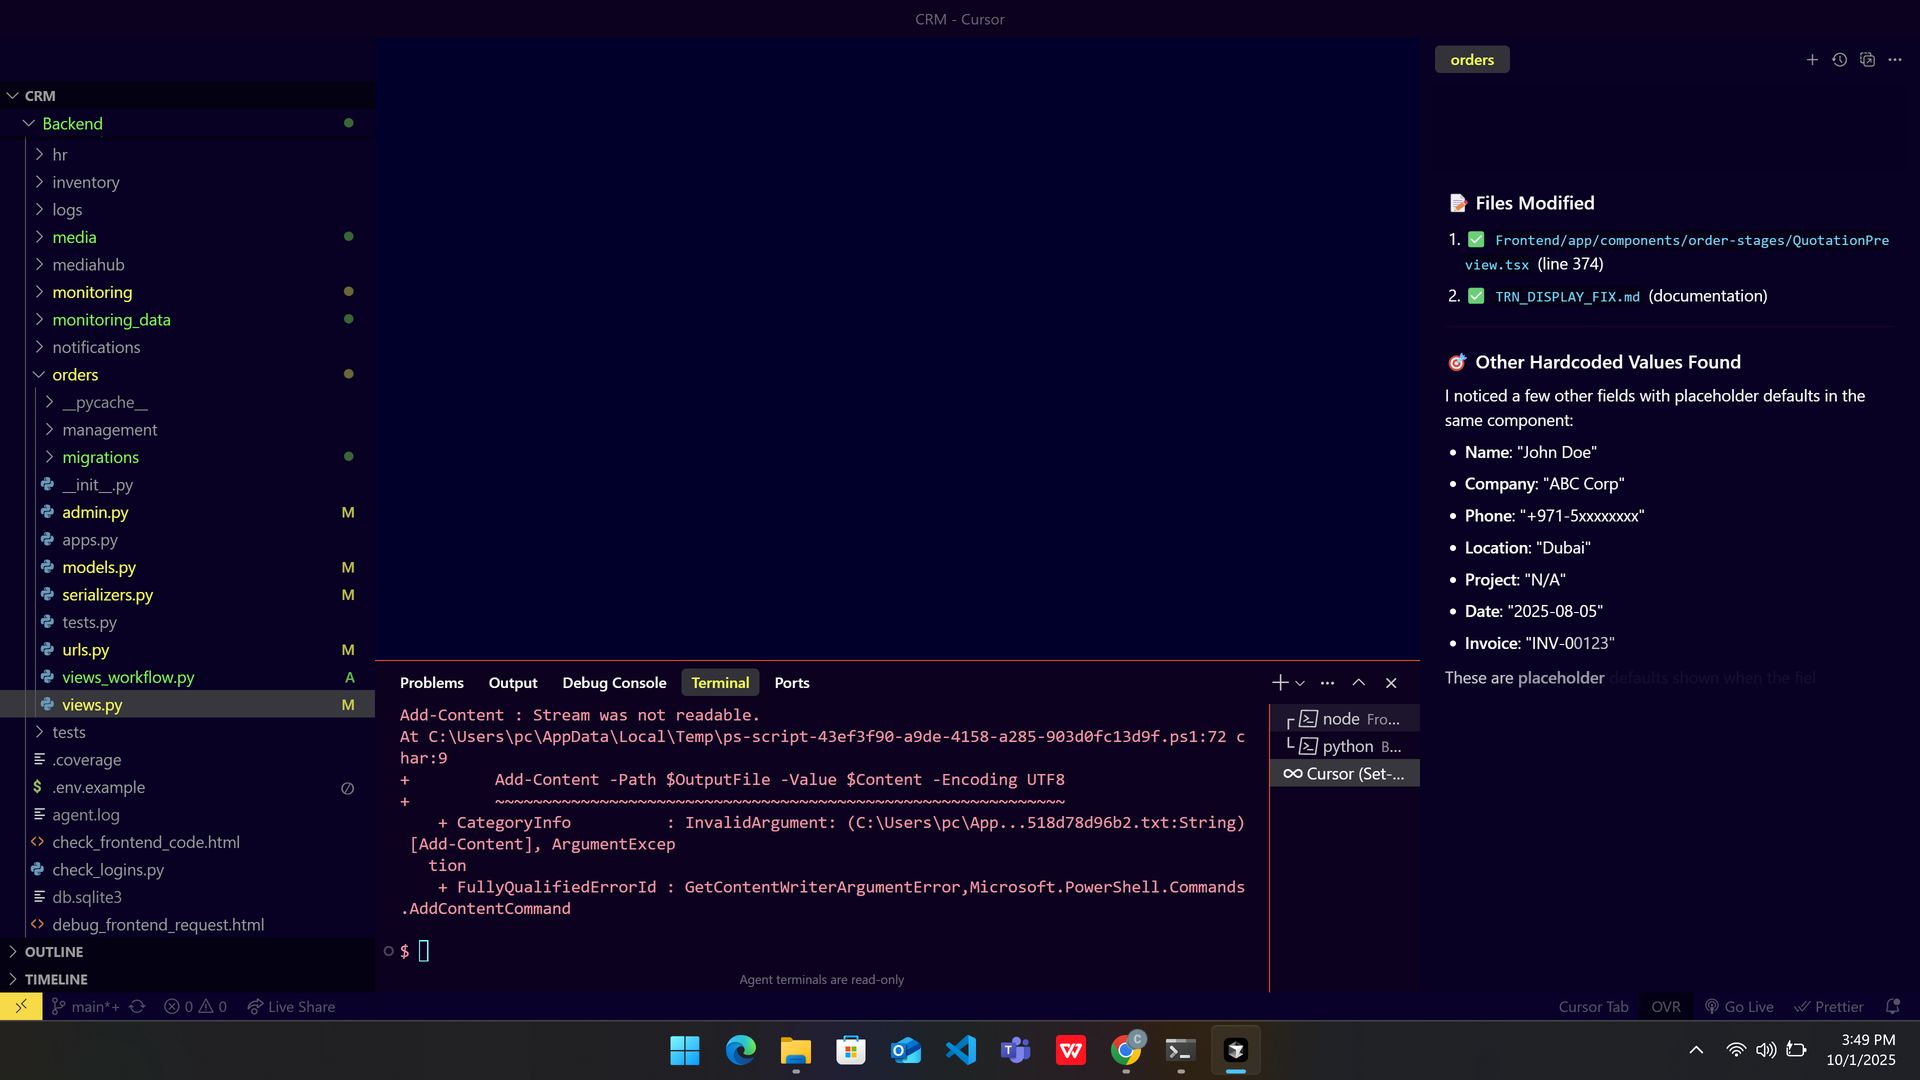 CRM - Cursor
CRM
Backend
hr
inventory
logs
media
mediahub
monitoring
monitoring_data
notifications
orders
__pycache__
management
migrations
__init__.py
admin.py M
apps.py
models.py M
serializers.py M
tests.py
urls.py M
views_workflow.py A
views.py M
tests
.coverage
.env.example
agent.log
check_frontend_code.html
check_logins.py
db.sqlite3
debug_frontend_request.html
OUTLINE
TIMELINE
Problems Output Debug Console Terminal Ports
Add-Content : Stream was not readable.
At C:\Users\pc\AppData\Local\Temp\ps-script-43ef3f90-a9de-4158-a285-903d0fc13d9f.ps1:72 c
har:9
+         Add-Content -Path $OutputFile -Value $Content -Encoding UTF8
+         ~~~~~~~~~~~~~~~~~~~~~~~~~~~~~~~~~~~~~~~~~~~~~~~~~~~~~~~~~~~~
    + CategoryInfo          : InvalidArgument: (C:\Users\pc\App...518d78d96b2.txt:String)
 [Add-Content], ArgumentExcep
   tion
    + FullyQualifiedErrorId : GetContentWriterArgumentError,Microsoft.PowerShell.Commands
.AddContentCommand
$
Agent terminals are read-only
node Fro...
python B...
Cursor (Set-...
orders
Files Modified
1. Frontend/app/components/order-stages/QuotationPre
view.tsx (line 374)
2. TRN_DISPLAY_FIX.md (documentation)
Other Hardcoded Values Found
I noticed a few other fields with placeholder defaults in the
same component:
• Name: "John Doe"
• Company: "ABC Corp"
• Phone: "+971-5xxxxxxxx"
• Location: "Dubai"
• Project: "N/A"
• Date: "2025-08-05"
• Invoice: "INV-00123"
These are placeholder defaults shown when the fiel
main*+ 0 0 Live Share
Cursor Tab OVR Go Live Prettier
3:49 PM
10/1/2025